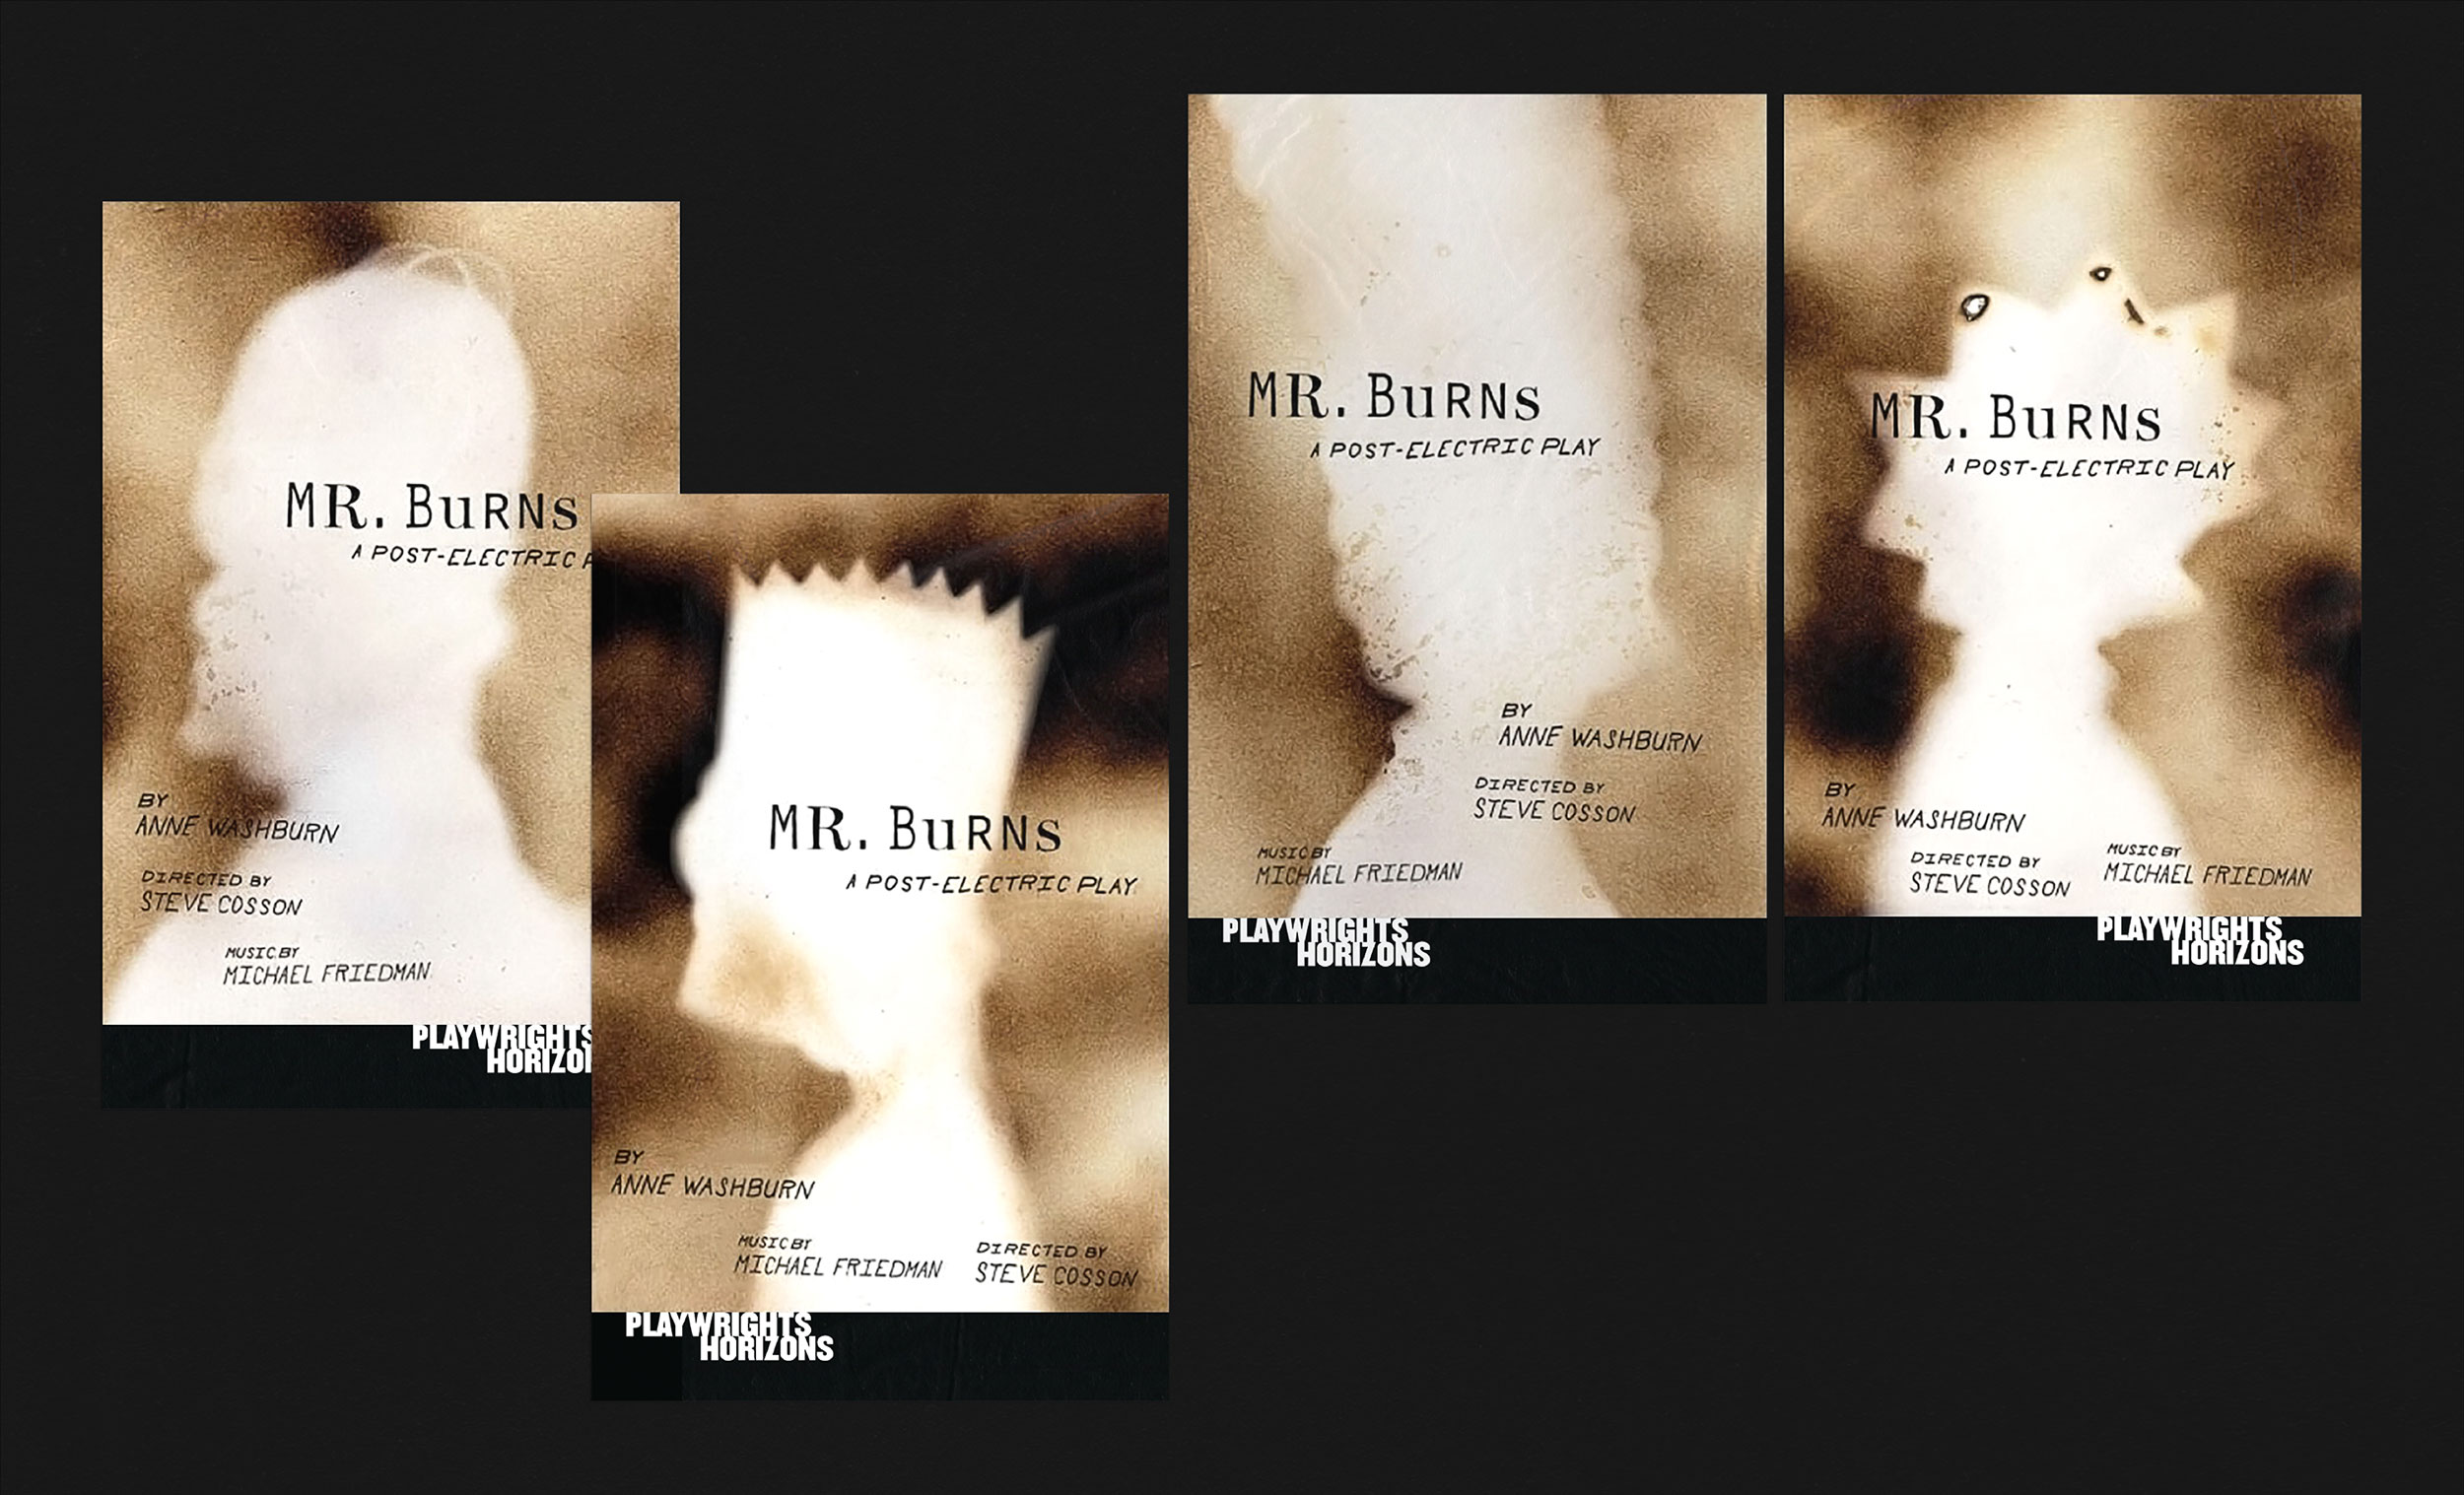 MR. BuRNs
A POST-ELECTRIC
BY
ANNE WASHBURN
DIRECTED BY
STEVE COSSON
MUSIC BY
MICHAEL FRIEDMAN
PLAYWRIGHTS
HORIZO
MR. BuRNs
A POST-ELECTRIC PLAY
BY
ANNE WASHBURN
MUSIC BY
MICHAEL FRIEDMAN
DIRECTED BY
STEVE COSSON
PLAYWRIGHTS
HORIZONS
MR. BuRNs
A POST-ELECTRIC PLAY
BY
ANNE WASHBURN
DIRECTED BY
STEVE COSSON
MUSIC BY
MICHAEL FRIEDMAN
PLAYWRIGHTS
HORIZONS
MR. BuRNs
A POST-ELECTRIC PLAY
BY
ANNE WASHBURN
DIRECTED BY
STEVE COSSON
MUSIC BY
MICHAEL FRIEDMAN
PLAYWRIGHTS
HORIZONS